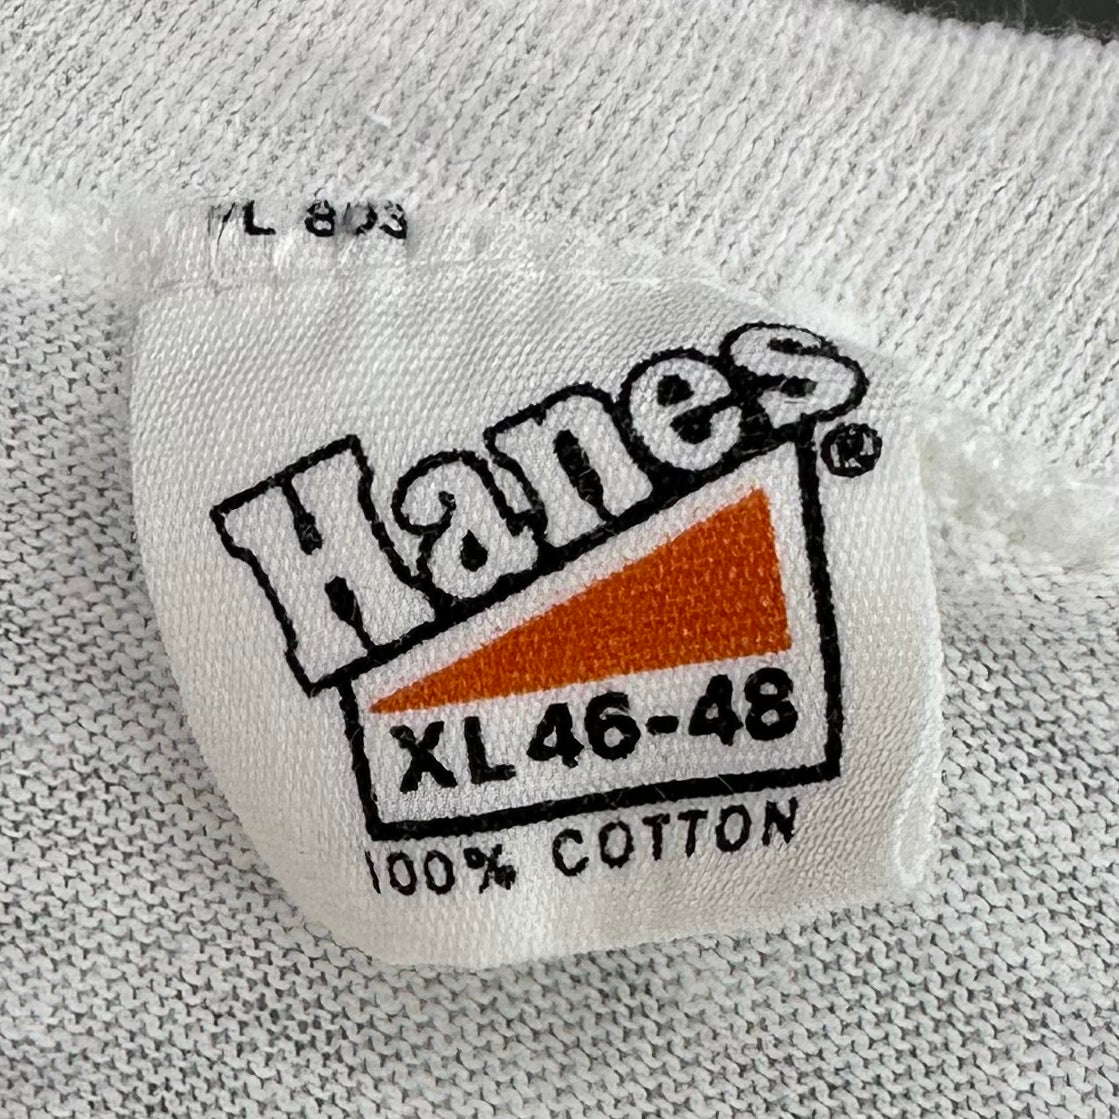 Hanes®
XL 46-48
100% COTTON